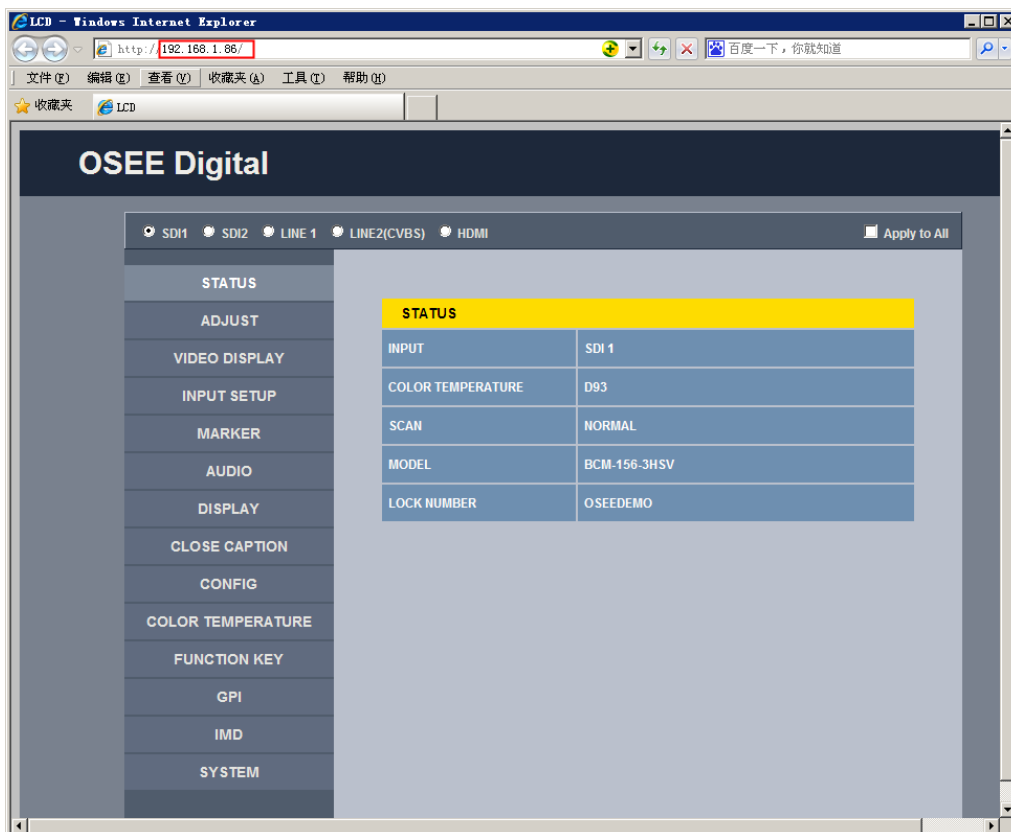 LCD - Windows Internet Explorer
http://192.168.1.86/
百度一下，你就知道
文件(F) 编辑(E) 查看(V) 收藏夹(A) 工具(T) 帮助(H)
收藏夹 LCD
OSEE Digital
SDI1 SDI2 LINE 1 LINE2(CVBS) HDMI Apply to All
STATUS
ADJUST
VIDEO DISPLAY
INPUT SETUP
MARKER
AUDIO
DISPLAY
CLOSE CAPTION
CONFIG
COLOR TEMPERATURE
FUNCTION KEY
GPI
IMD
SYSTEM
STATUS
INPUT SDI 1
COLOR TEMPERATURE D93
SCAN NORMAL
MODEL BCM-156-3HSV
LOCK NUMBER OSEEDEMO